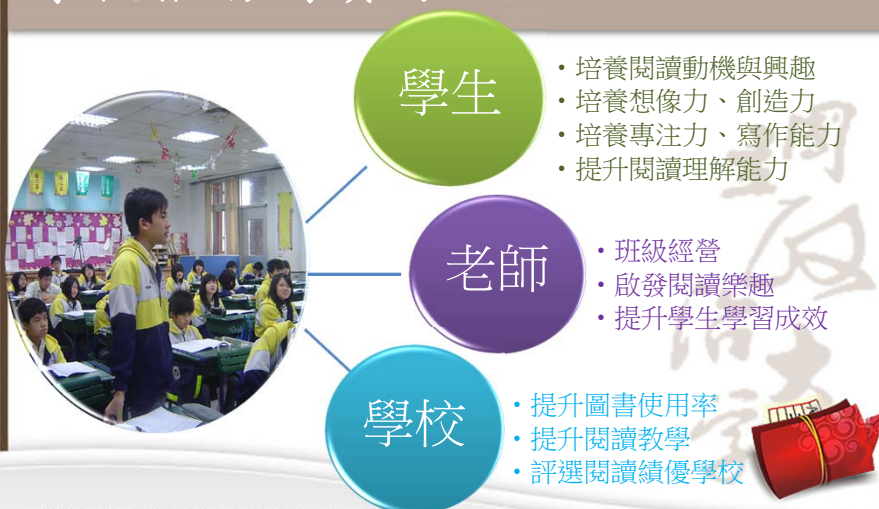 學生
・培養閱讀動機與興趣
・培養想像力、創造力
・培養專注力、寫作能力
・提升閱讀理解能力
老師
・班級經營
・啟發閱讀樂趣
・提升學生學習成效
學校
・提升圖書使用率
・提升閱讀教學
・評選閱讀績優學校